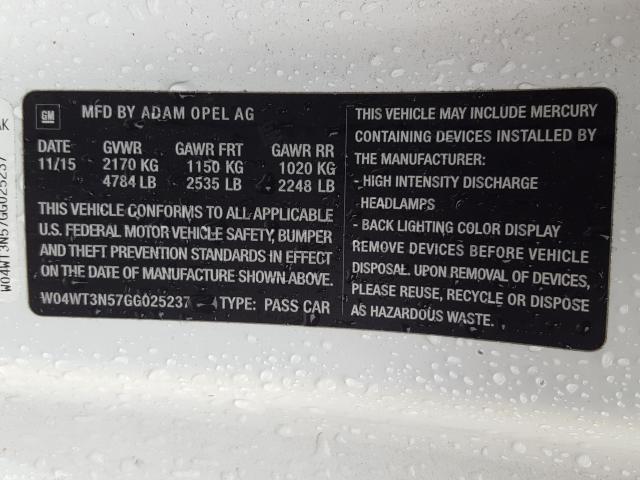 GM
MFD BY ADAM OPEL AG
DATE GVWR GAWR FRT GAWR RR
11/15 2170 KG 1150 KG 1020 KG
4784 LB 2535 LB 2248 LB
THIS VEHICLE CONFORMS TO ALL APPLICABLE
U.S. FEDERAL MOTOR VEHICLE SAFETY, BUMPER
AND THEFT PREVENTION STANDARDS IN EFFECT
ON THE DATE OF MANUFACTURE SHOWN ABOVE.
W04WT3N57GG025237 TYPE: PASS CAR
THIS VEHICLE MAY INCLUDE MERCURY
CONTAINING DEVICES INSTALLED BY
THE MANUFACTURER:
- HIGH INTENSITY DISCHARGE
HEADLAMPS
- BACK LIGHTING COLOR DISPLAY
REMOVE DEVICES BEFORE VEHICLE
DISPOSAL. UPON REMOVAL OF DEVICES,
PLEASE REUSE, RECYCLE OR DISPOSE
AS HAZARDOUS WASTE.
W04WT3N57GG025237